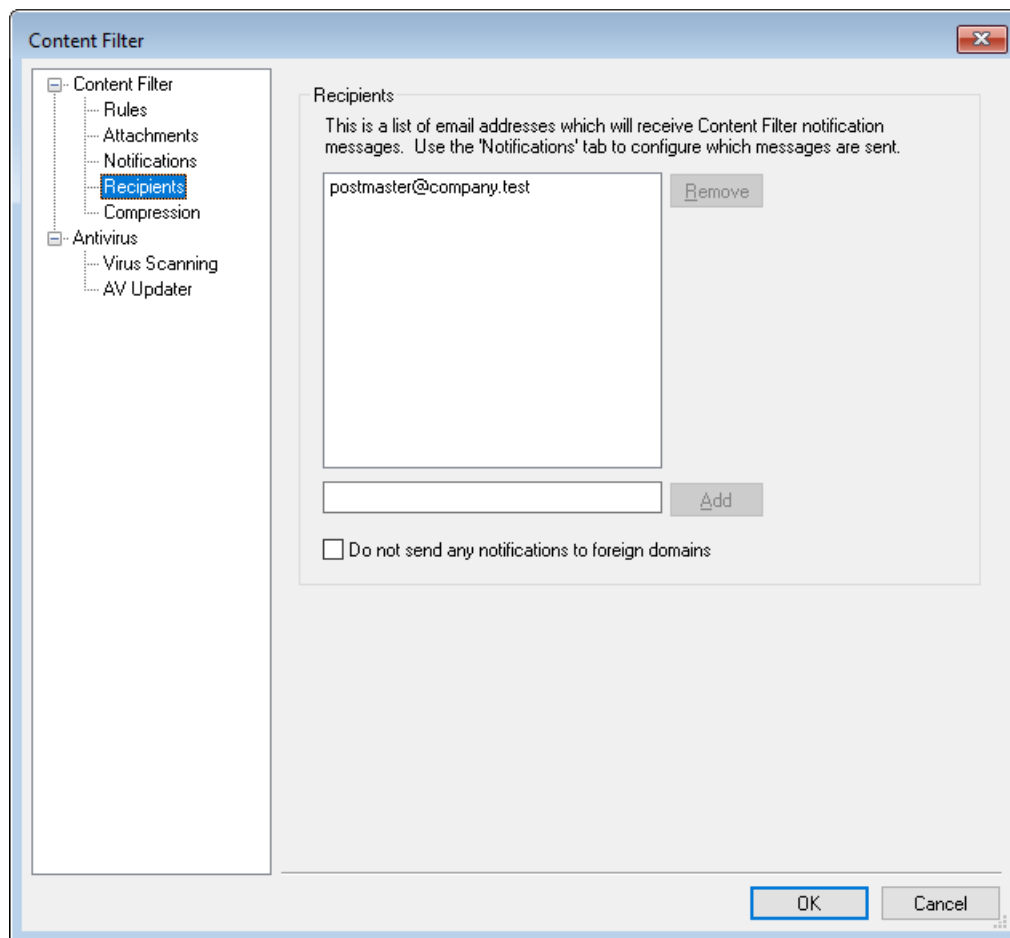 Content Filter
Content Filter
Rules
Attachments
Notifications
Recipients
Compression
Antivirus
Virus Scanning
AV Updater
Recipients
This is a list of email addresses which will receive Content Filter notification
messages.  Use the 'Notifications' tab to configure which messages are sent.
postmaster@company.test
Remove
Add
Do not send any notifications to foreign domains
OK
Cancel